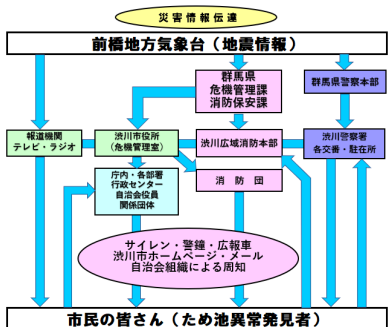 災害情報伝達
前橋地方気象台（地震情報）
群馬県
危機管理課
消防保安課
群馬県警察本部
報道機関
テレビ・ラジオ
渋川市役所
（危機管理室）
渋川広域消防本部
渋川警察署
各交番・駐在所
庁内・各部署
行政センター
自治会役員
関係団体
消防団
サイレン・警鐘・広報車
渋川市ホームページ・メール
自治会組織による周知
市民の皆さん（ため池異常発見者）